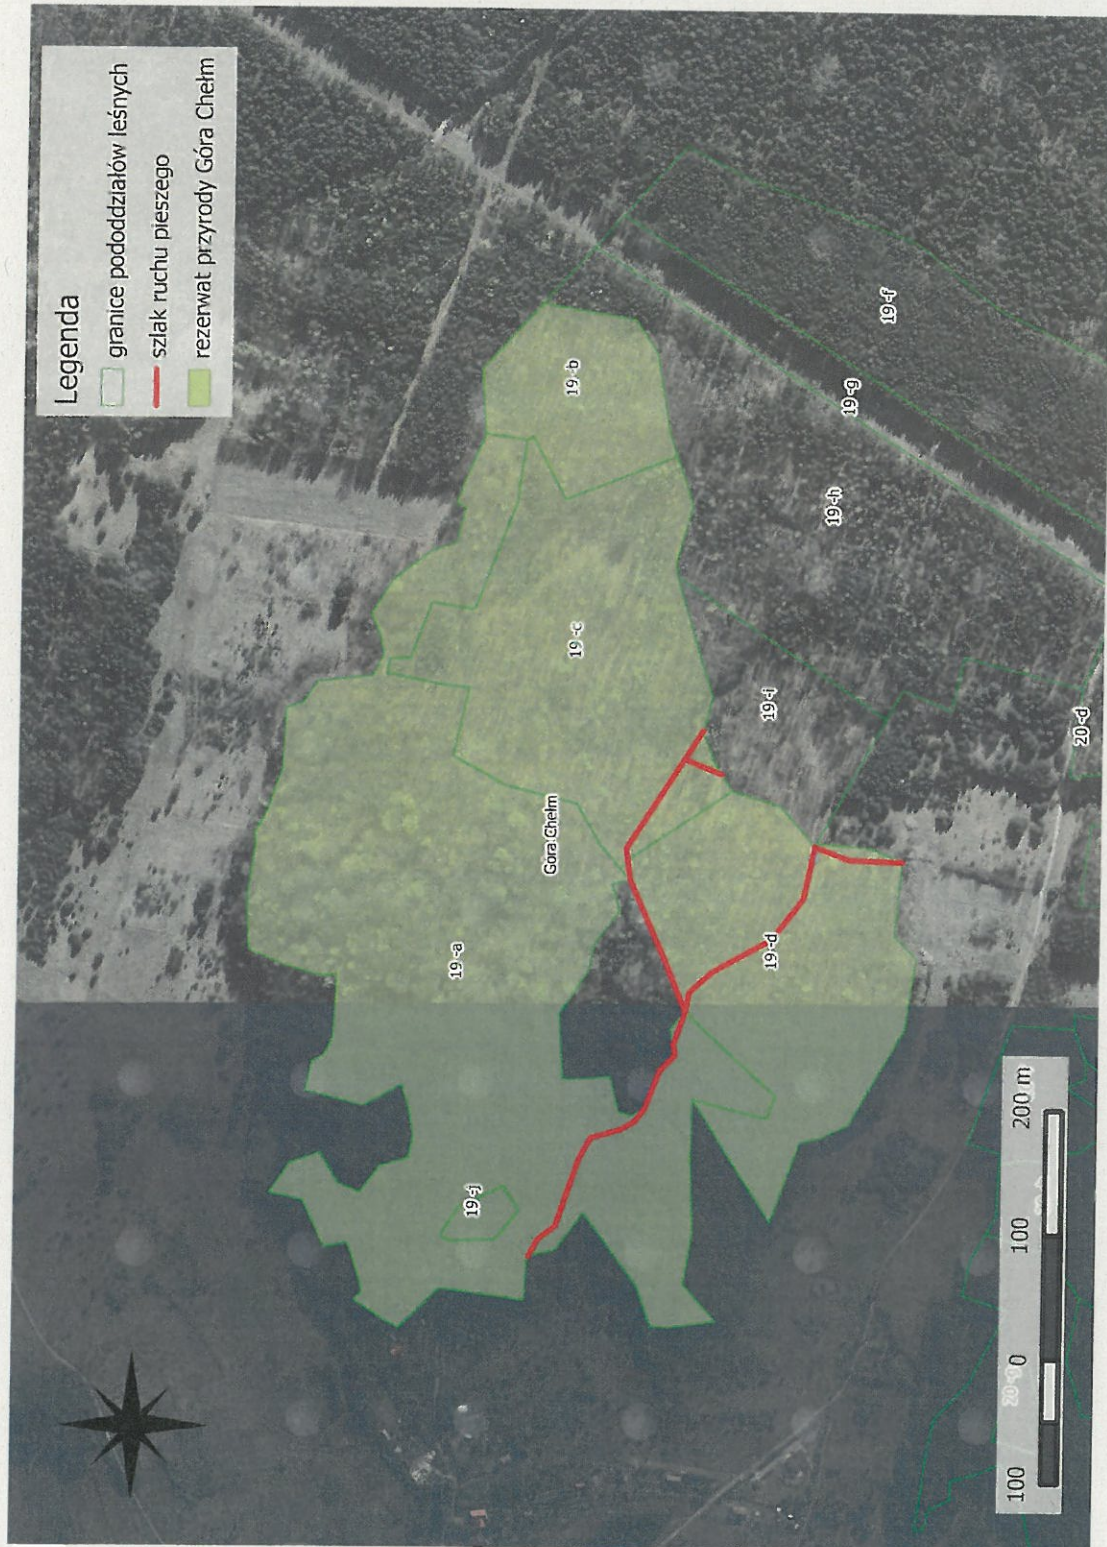 Legenda
granice pododdziałów leśnych
szlak ruchu pieszego
rezerwat przyrody Góra Chełm
19 -b
19 -f
19 -g
19 -h
19 -c
19 -i
20 -d
Góra Chełm
19 -a
19 -d
19 -j
100 0 100 200 m